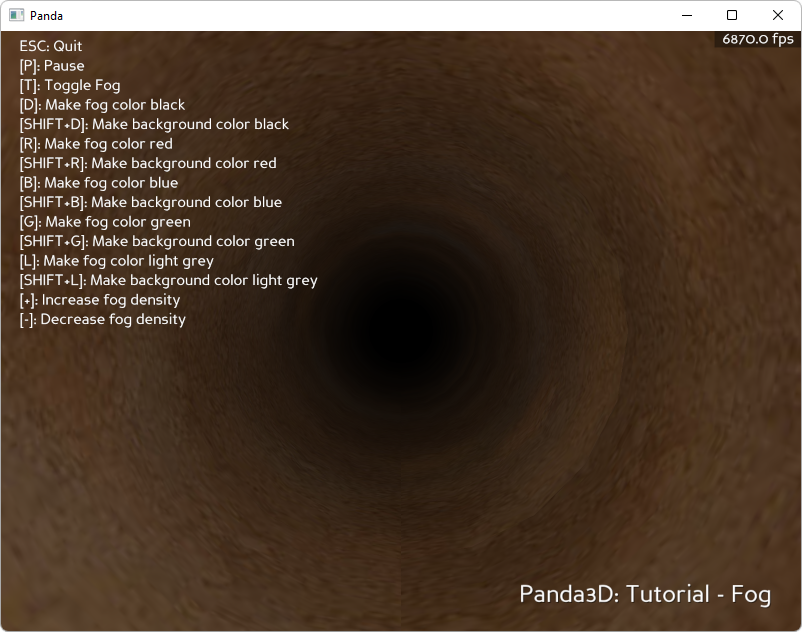 Panda
6870.0 fps
ESC: Quit
[P]: Pause
[T]: Toggle Fog
[D]: Make fog color black
[SHIFT+D]: Make background color black
[R]: Make fog color red
[SHIFT+R]: Make background color red
[B]: Make fog color blue
[SHIFT+B]: Make background color blue
[G]: Make fog color green
[SHIFT+G]: Make background color green
[L]: Make fog color light grey
[SHIFT+L]: Make background color light grey
[+]: Increase fog density
[-]: Decrease fog density
Panda3D: Tutorial - Fog